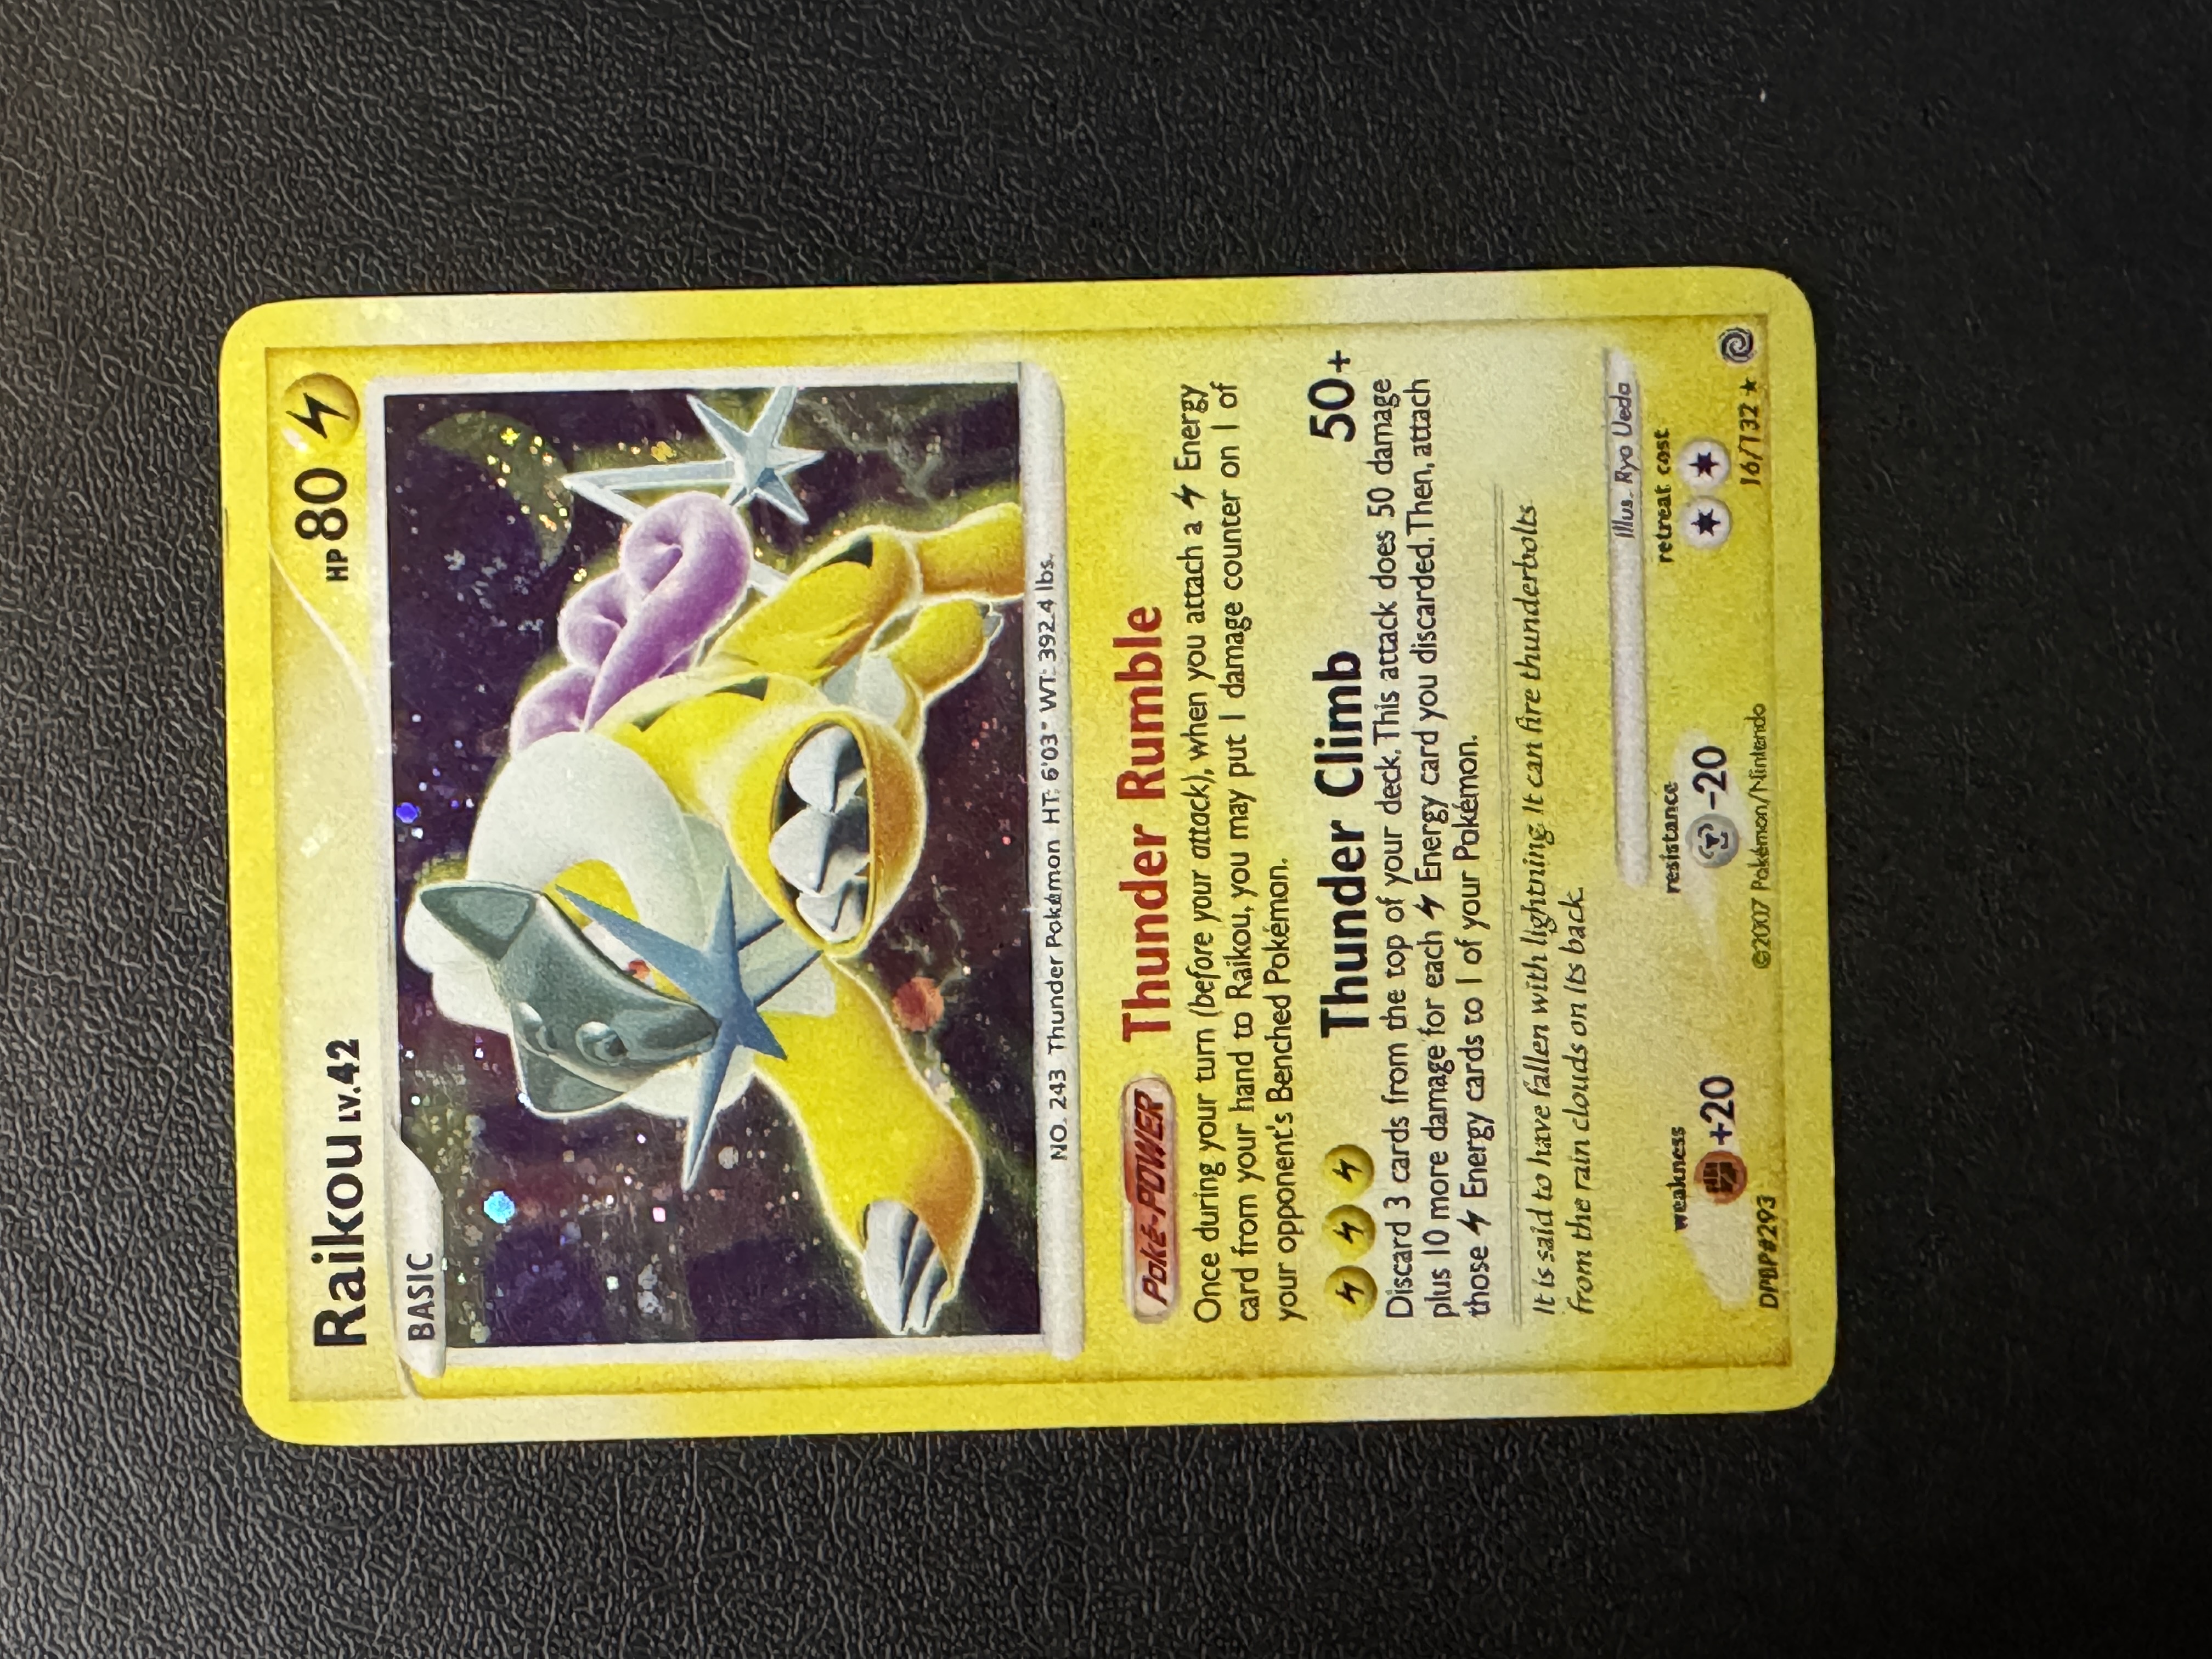 Raikou LV.42
HP 80
BASIC
NO. 243 Thunder Pokémon HT: 6'03" WT: 392.4 lbs.
Poké-POWER Thunder Rumble
Once during your turn (before your attack), when you attach a Energy
card from your hand to Raikou, you may put 1 damage counter on 1 of
your opponent's Benched Pokémon.
Thunder Climb 50+
Discard 3 cards from the top of your deck. This attack does 50 damage
plus 10 more damage for each Energy card you discarded. Then, attach
those Energy cards to 1 of your Pokémon.
It is said to have fallen with lightning. It can fire thunderbolts
from the rain clouds on its back.
Illus. Ryo Ueda
weakness resistance retreat cost
+20 -20
DPBP#293 ©2007 Pokémon/Nintendo 16/132 ★